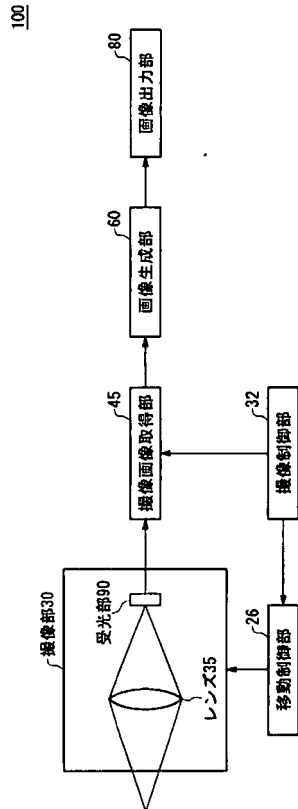 100
撮像部30
受光部90
レンズ35
45
撮像画像取得部
60
画像生成部
80
画像出力部
26
移動制御部
32
撮像制御部